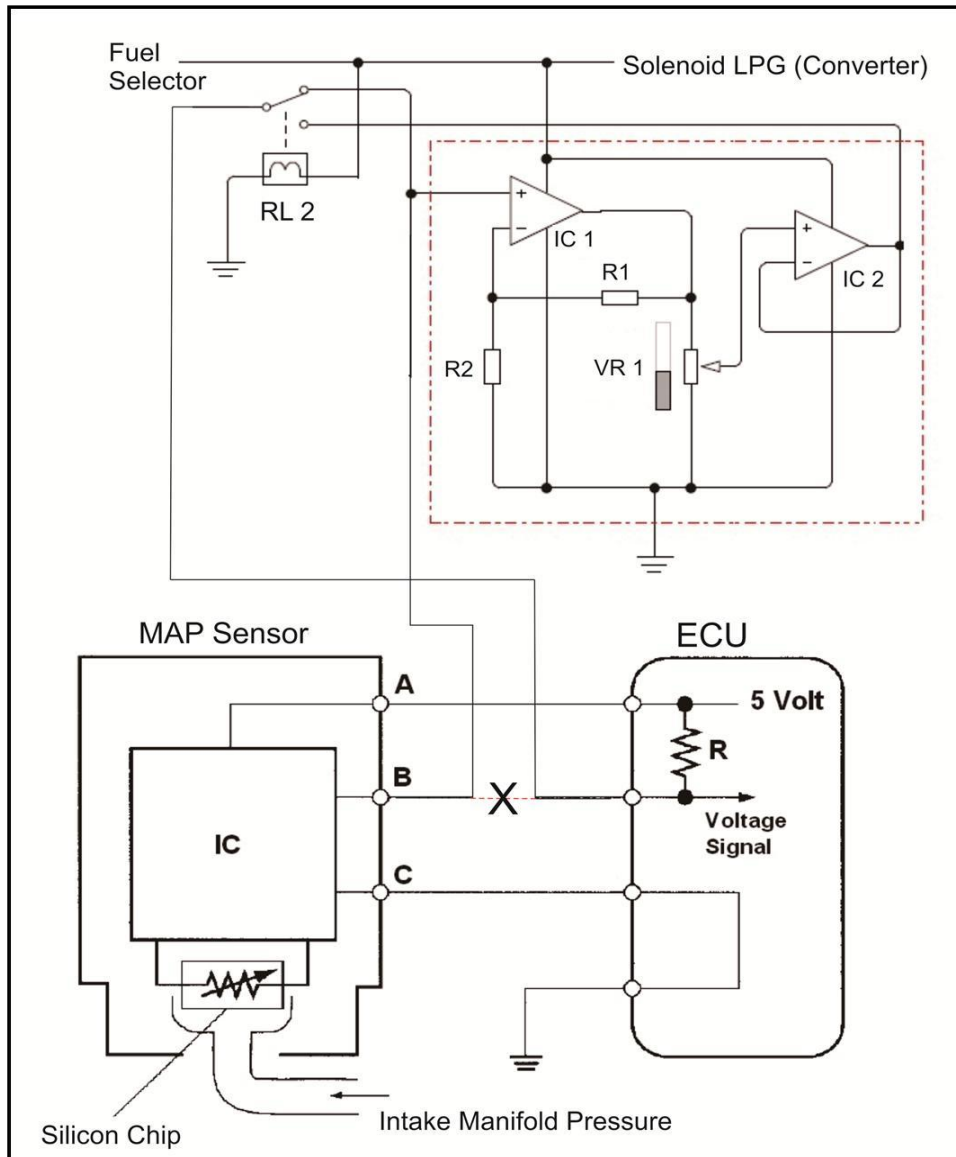 Fuel
Selector
Solenoid LPG (Converter)
RL 2
+
−
IC 1
+
−
IC 2
R1
R2
VR 1
MAP Sensor
ECU
A
5 Volt
R
B
X
Voltage
Signal
IC
C
Intake Manifold Pressure
Silicon Chip